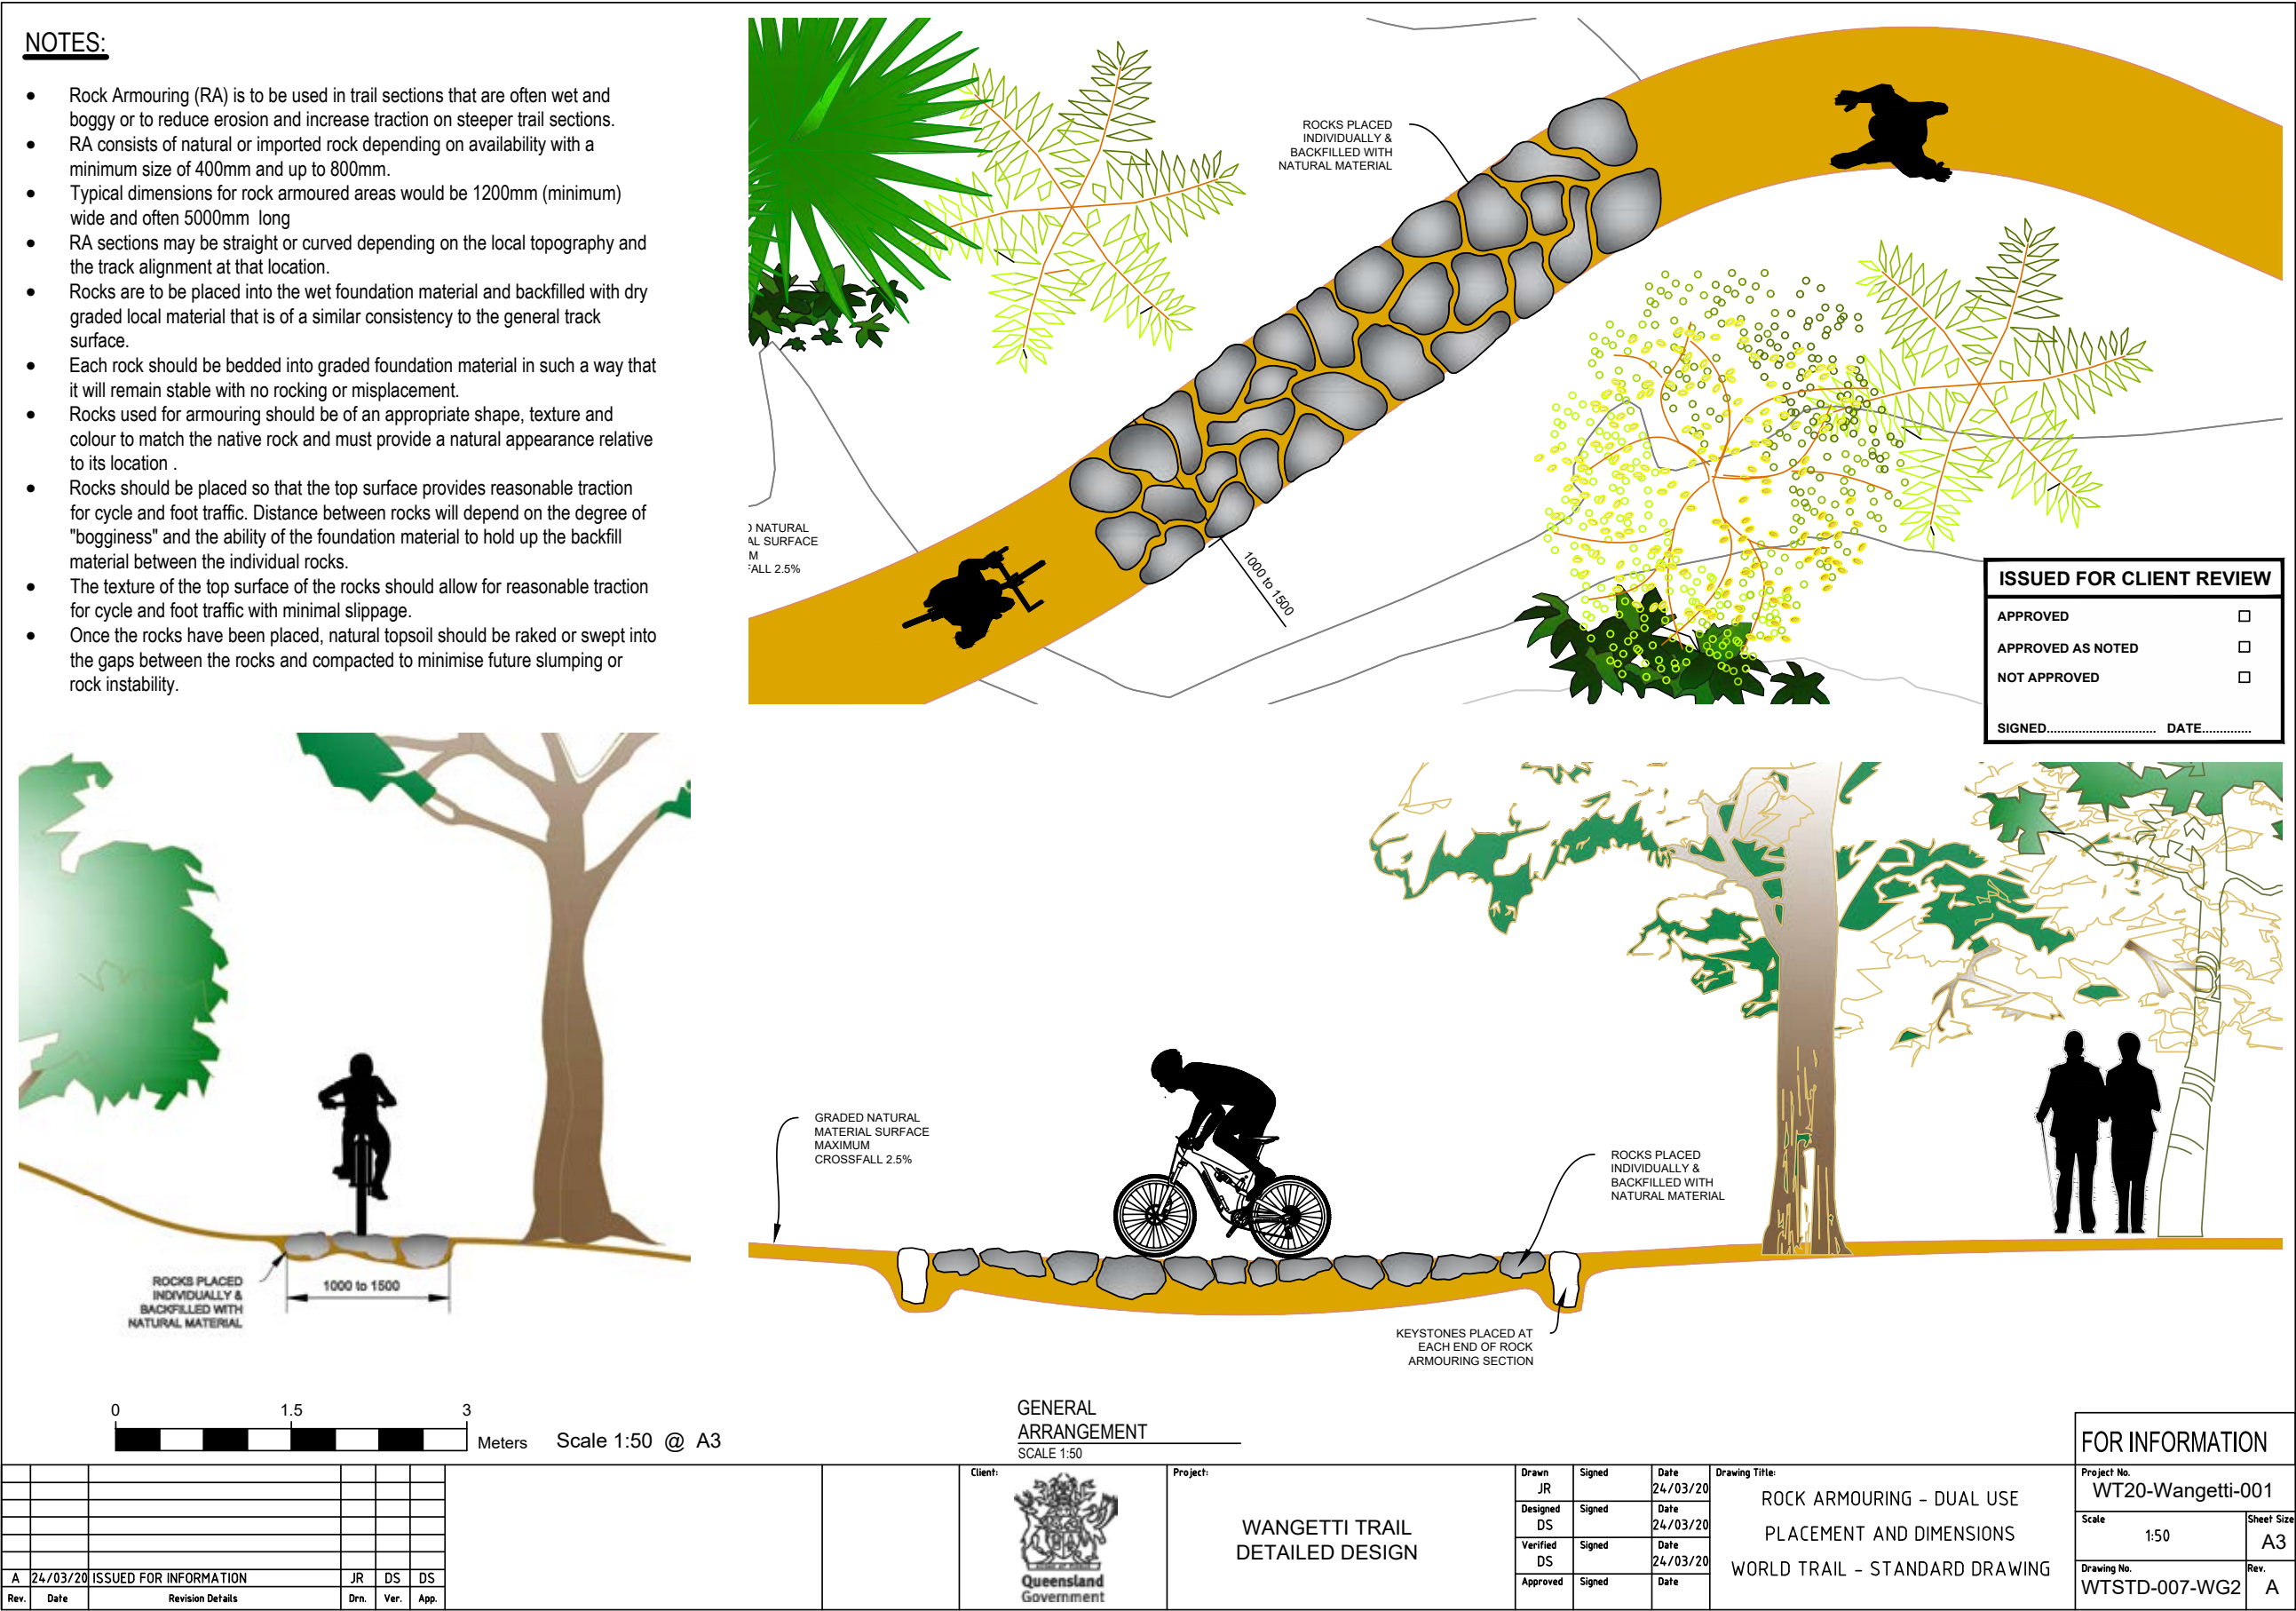 NOTES:
• Rock Armouring (RA) is to be used in trail sections that are often wet and
boggy or to reduce erosion and increase traction on steeper trail sections.
• RA consists of natural or imported rock depending on availability with a
minimum size of 400mm and up to 800mm.
• Typical dimensions for rock armoured areas would be 1200mm (minimum)
wide and often 5000mm long
• RA sections may be straight or curved depending on the local topography and
the track alignment at that location.
• Rocks are to be placed into the wet foundation material and backfilled with dry
graded local material that is of a similar consistency to the general track
surface.
• Each rock should be bedded into graded foundation material in such a way that
it will remain stable with no rocking or misplacement.
• Rocks used for armouring should be of an appropriate shape, texture and
colour to match the native rock and must provide a natural appearance relative
to its location .
• Rocks should be placed so that the top surface provides reasonable traction
for cycle and foot traffic. Distance between rocks will depend on the degree of
"bogginess" and the ability of the foundation material to hold up the backfill
material between the individual rocks.
• The texture of the top surface of the rocks should allow for reasonable traction
for cycle and foot traffic with minimal slippage.
• Once the rocks have been placed, natural topsoil should be raked or swept into
the gaps between the rocks and compacted to minimise future slumping or
rock instability.
ROCKS PLACED
INDIVIDUALLY &
BACKFILLED WITH
NATURAL MATERIAL
NATURAL
AL SURFACE
M
FALL 2.5%
1000 to 1500
ISSUED FOR CLIENT REVIEW
APPROVED
APPROVED AS NOTED
NOT APPROVED
SIGNED............................... DATE..............
ROCKS PLACED
INDIVIDUALLY &
BACKFILLED WITH
NATURAL MATERIAL
1000 to 1500
GRADED NATURAL
MATERIAL SURFACE
MAXIMUM
CROSSFALL 2.5%
ROCKS PLACED
INDIVIDUALLY &
BACKFILLED WITH
NATURAL MATERIAL
KEYSTONES PLACED AT
EACH END OF ROCK
ARMOURING SECTION
0 1.5 3
Meters Scale 1:50 @ A3
GENERAL
ARRANGEMENT
SCALE 1:50
FOR INFORMATION
A 24/03/20 ISSUED FOR INFORMATION JR DS DS
Rev. Date Revision Details Drn. Ver. App.
Client:
Queensland
Government
Project:
WANGETTI TRAIL
DETAILED DESIGN
Drawn Signed Date
JR 24/03/20
Designed Signed Date
DS 24/03/20
Verified Signed Date
DS 24/03/20
Approved Signed Date
Drawing Title:
ROCK ARMOURING - DUAL USE
PLACEMENT AND DIMENSIONS
WORLD TRAIL - STANDARD DRAWING
Project No.
WT20-Wangetti-001
Scale Sheet Size
1:50 A3
Drawing No. Rev.
WTSTD-007-WG2 A